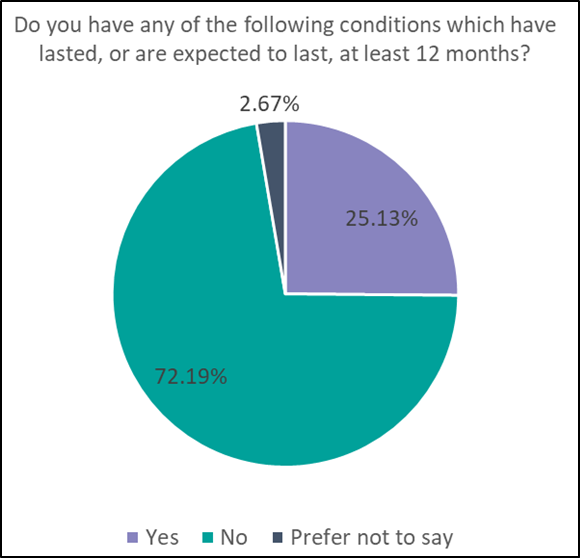 Do you have any of the following conditions which have
lasted, or are expected to last, at least 12 months?
2.67%
25.13%
72.19%
Yes No Prefer not to say